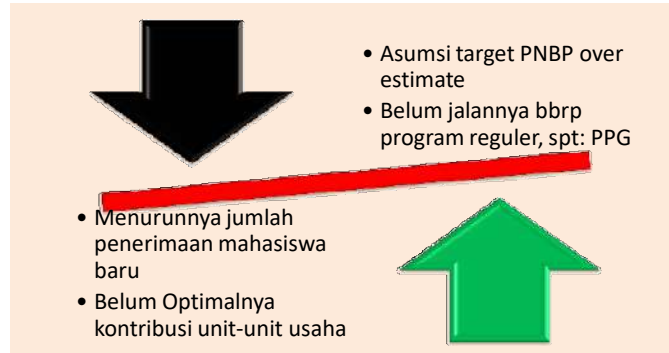 • Asumsi target PNBP over
estimate
• Belum jalannya bbrp
program reguler, spt: PPG
• Menurunnya jumlah
penerimaan mahasiswa
baru
• Belum Optimalnya
kontribusi unit-unit usaha